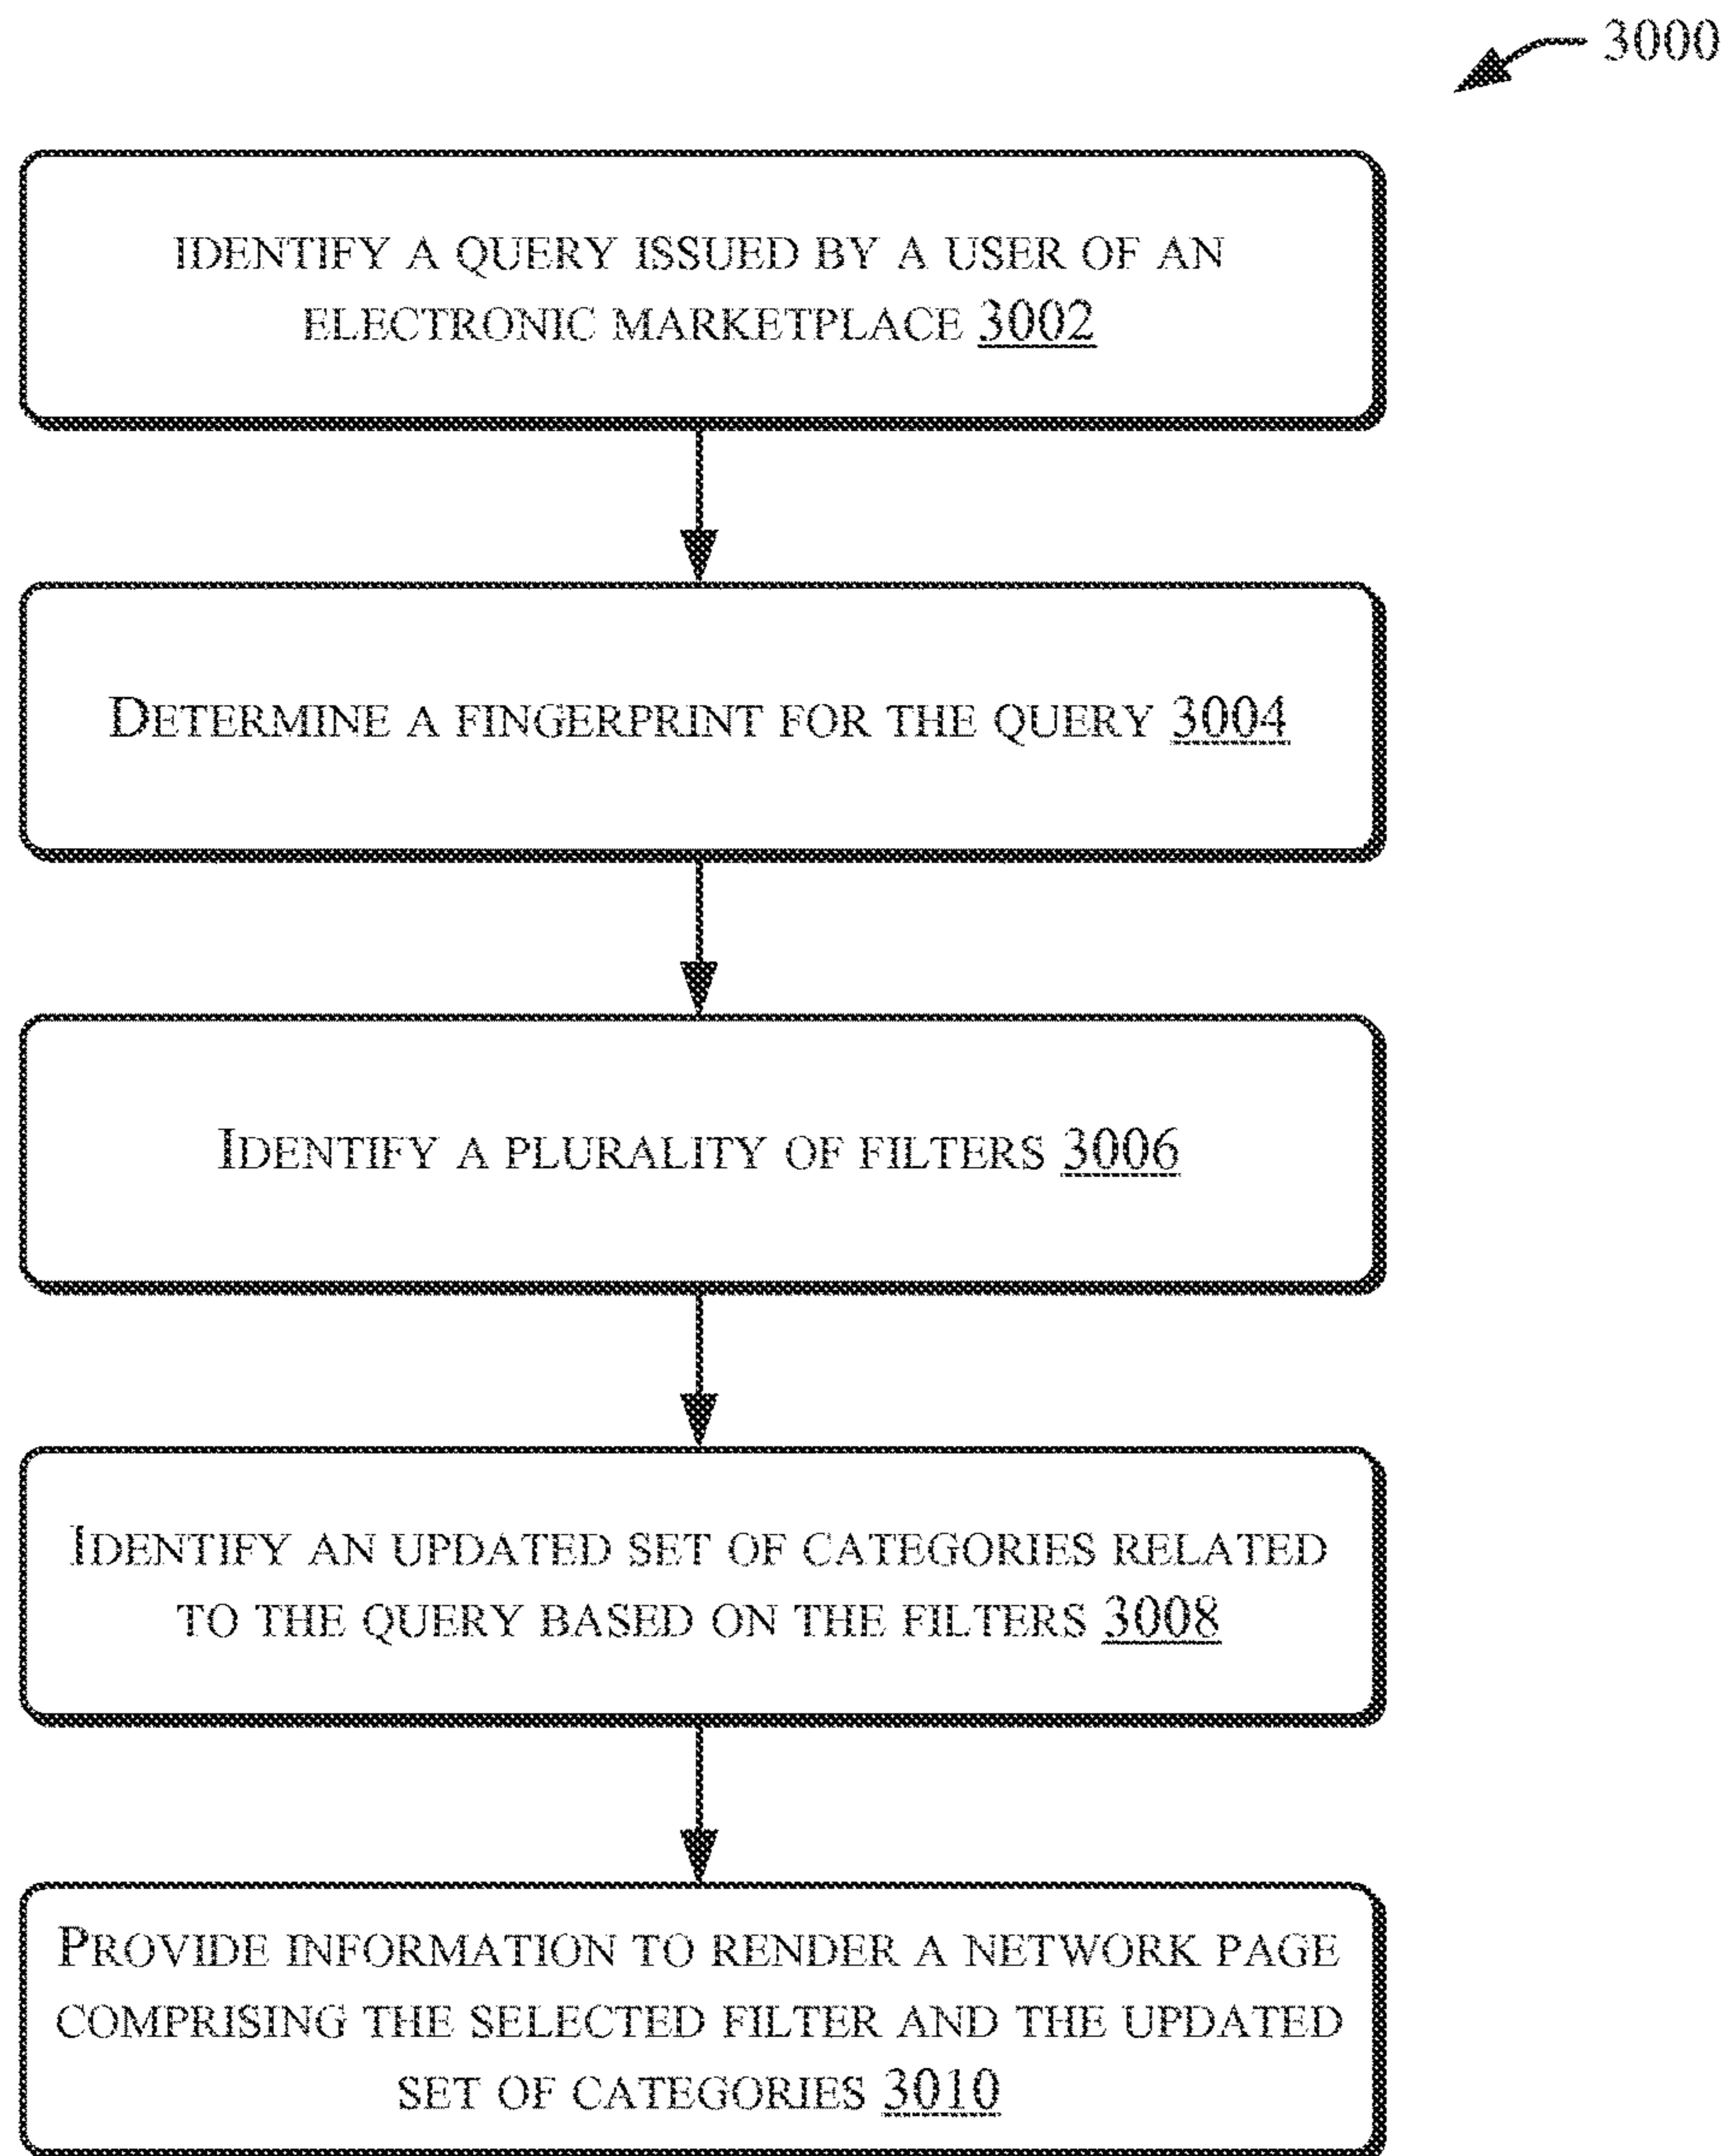 3000
IDENTIFY A QUERY ISSUED BY A USER OF AN
ELECTRONIC MARKETPLACE 3002
DETERMINE A FINGERPRINT FOR THE QUERY 3004
IDENTIFY A PLURALITY OF FILTERS 3006
IDENTIFY AN UPDATED SET OF CATEGORIES RELATED
TO THE QUERY BASED ON THE FILTERS 3008
PROVIDE INFORMATION TO RENDER A NETWORK PAGE
COMPRISING THE SELECTED FILTER AND THE UPDATED
SET OF CATEGORIES 3010